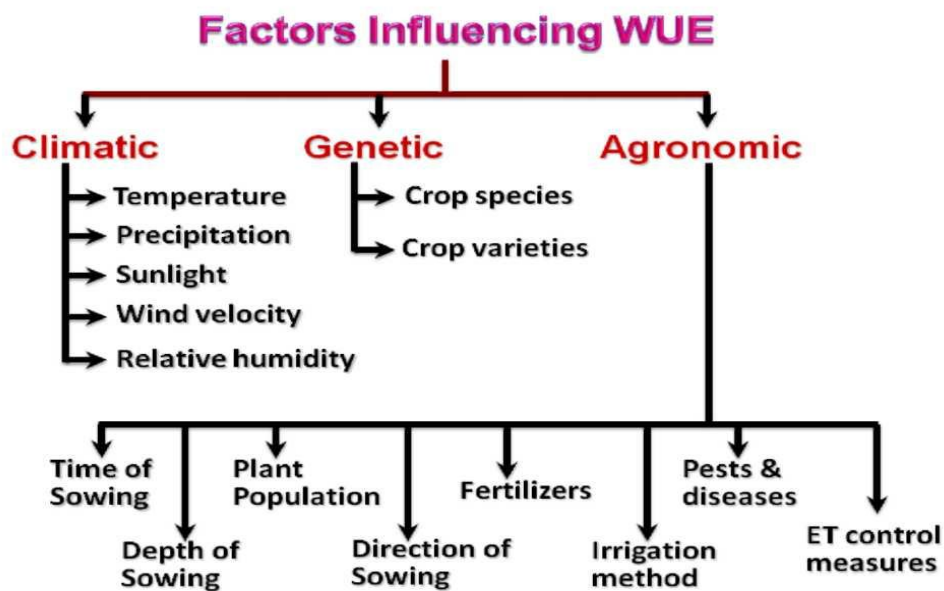 Factors Influencing WUE
Climatic
Genetic
Agronomic
Temperature
Precipitation
Sunlight
Wind velocity
Relative humidity
Crop species
Crop varieties
Time of
Sowing
Depth of
Sowing
Plant
Population
Direction of
Sowing
Fertilizers
Irrigation
method
Pests &
diseases
ET control
measures